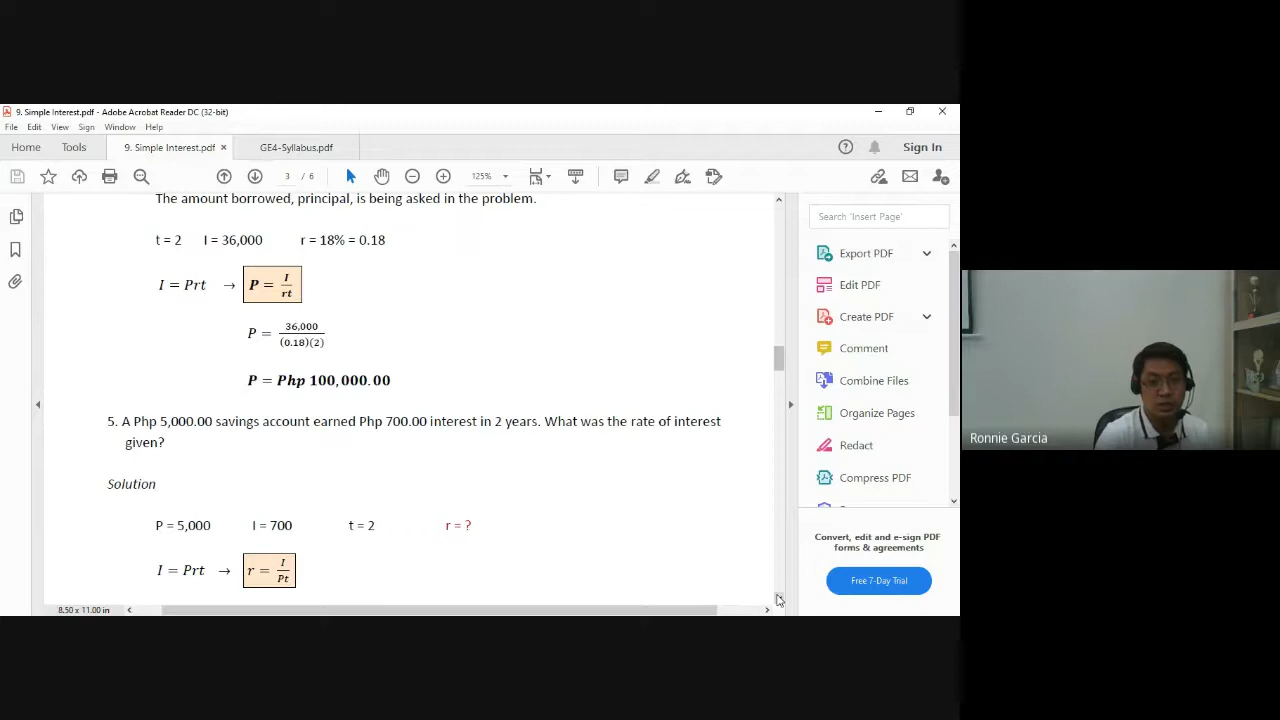 9. Simple Interest.pdf - Adobe Acrobat Reader DC (32-bit)
File Edit View Sign Window Help
Home Tools 9. Simple Interest.pdf × GE4-Syllabus.pdf Sign In
3 / 6 125%
The amount borrowed, principal, is being asked in the problem.
t = 2 I = 36,000 r = 18% = 0.18
I = Prt → P = I/rt
P = 36,000/(0.18)(2)
P = Php 100,000.00
5. A Php 5,000.00 savings account earned Php 700.00 interest in 2 years. What was the rate of interest
given?
Solution
P = 5,000 I = 700 t = 2 r = ?
I = Prt → r = I/Pt
8.50 x 11.00 in
Search 'Insert Page'
Export PDF
Edit PDF
Create PDF
Comment
Combine Files
Organize Pages
Redact
Compress PDF
Convert, edit and e-sign PDF
forms & agreements
Free 7-Day Trial
Ronnie Garcia